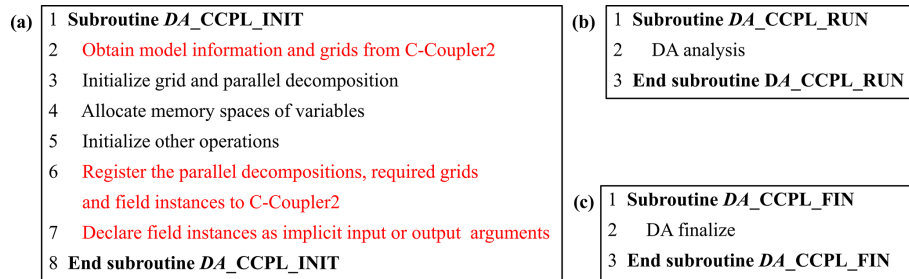 (a)
1 Subroutine DA_CCPL_INIT
2 Obtain model information and grids from C-Coupler2
3 Initialize grid and parallel decomposition
4 Allocate memory spaces of variables
5 Initialize other operations
6 Register the parallel decompositions, required grids
and field instances to C-Coupler2
7 Declare field instances as implicit input or output arguments
8 End subroutine DA_CCPL_INIT
(b)
1 Subroutine DA_CCPL_RUN
2 DA analysis
3 End subroutine DA_CCPL_RUN
(c)
1 Subroutine DA_CCPL_FIN
2 DA finalize
3 End subroutine DA_CCPL_FIN